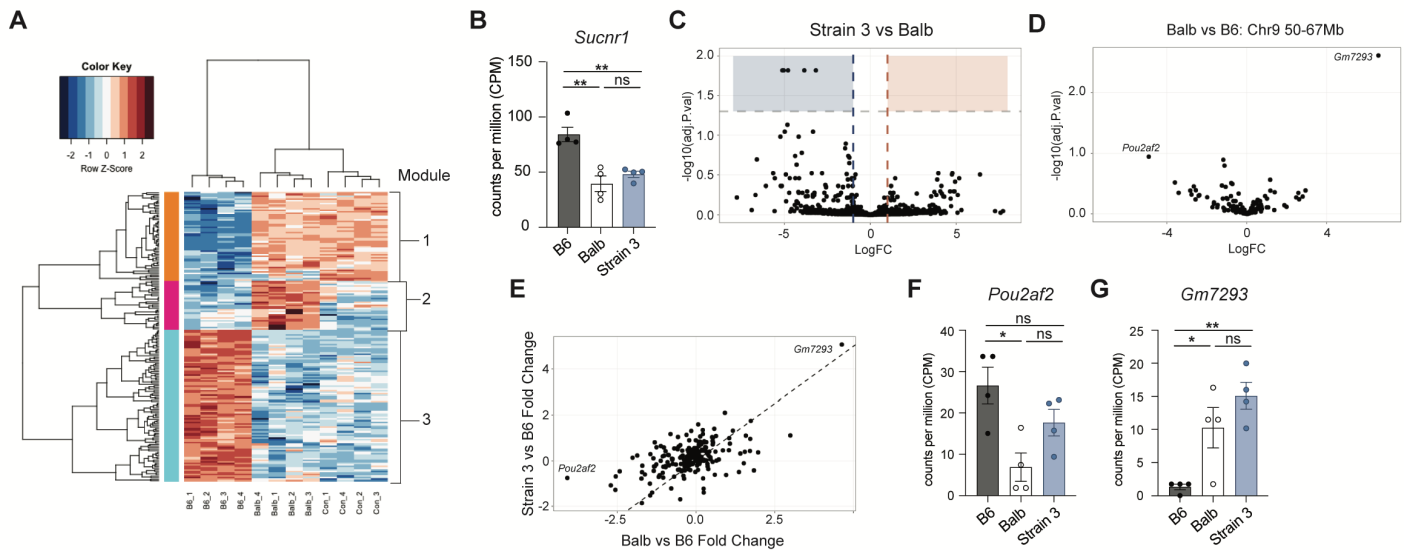 A
Color Key
-2 -1 0 1 2
Row Z-Score
Module
1
2
3
B6_1
B6_2
B6_3
B6_4
Balb_4
Balb_1
Balb_2
Balb_3
Con_1
Con_4
Con_2
Con_3
B
Sucnr1
counts per million (CPM)
150
100
50
0
**
** ns
B6
Balb
Strain 3
C
Strain 3 vs Balb
-log10(adj.P.val)
2.0
1.5
1.0
0.5
0.0
-5 0 5
LogFC
D
Balb vs B6: Chr9 50-67Mb
Gm7293
Pou2af2
-log10(adj.P.val)
2.0
1.0
0.0
-4 0 4
LogFC
E
Strain 3 vs B6 Fold Change
4
2
0
-2
Gm7293
Pou2af2
-2.5 0.0 2.5
Balb vs B6 Fold Change
F
Pou2af2
counts per million (CPM)
40
30
20
10
0
ns
* ns
B6
Balb
Strain 3
G
Gm7293
counts per million (CPM)
25
20
15
10
5
0
**
* ns
B6
Balb
Strain 3